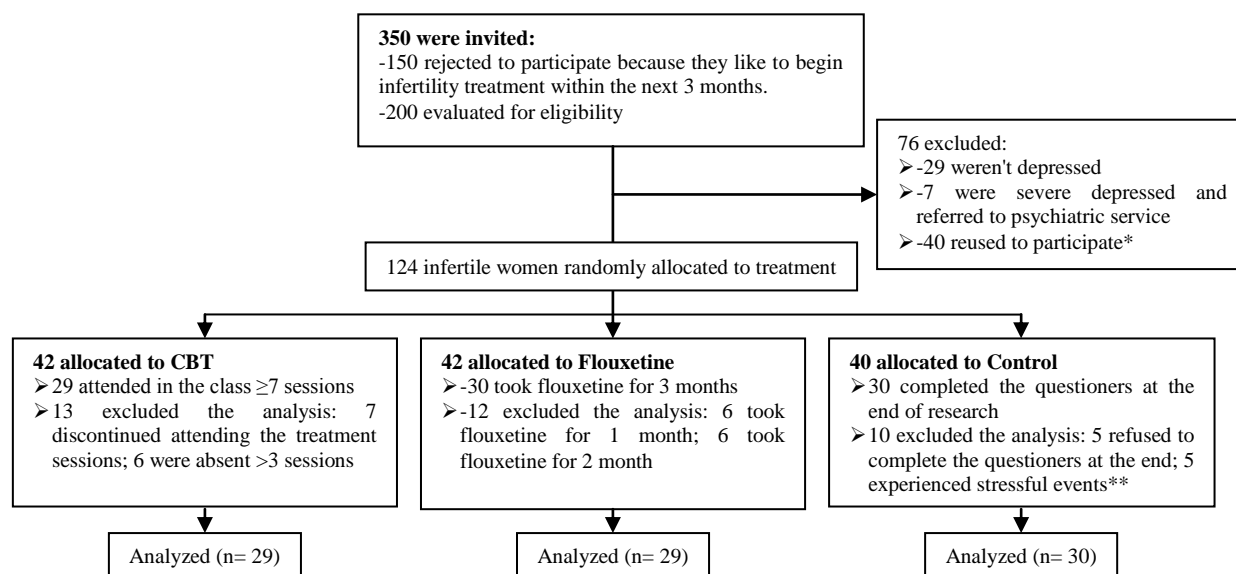 350 were invited:
-150 rejected to participate because they like to begin
infertility treatment within the next 3 months.
-200 evaluated for eligibility
76 excluded:
➢-29 weren't depressed
➢-7 were severe depressed and
referred to psychiatric service
➢-40 reused to participate*
124 infertile women randomly allocated to treatment
42 allocated to CBT
➢29 attended in the class ≥7 sessions
➢13 excluded the analysis: 7
discontinued attending the treatment
sessions; 6 were absent >3 sessions
42 allocated to Flouxetine
➢-30 took flouxetine for 3 months
➢-12 excluded the analysis: 6 took
flouxetine for 1 month; 6 took
flouxetine for 2 month
40 allocated to Control
➢30 completed the questioners at the
end of research
➢10 excluded the analysis: 5 refused to
complete the questioners at the end; 5
experienced stressful events**
Analyzed (n= 29)
Analyzed (n= 29)
Analyzed (n= 30)